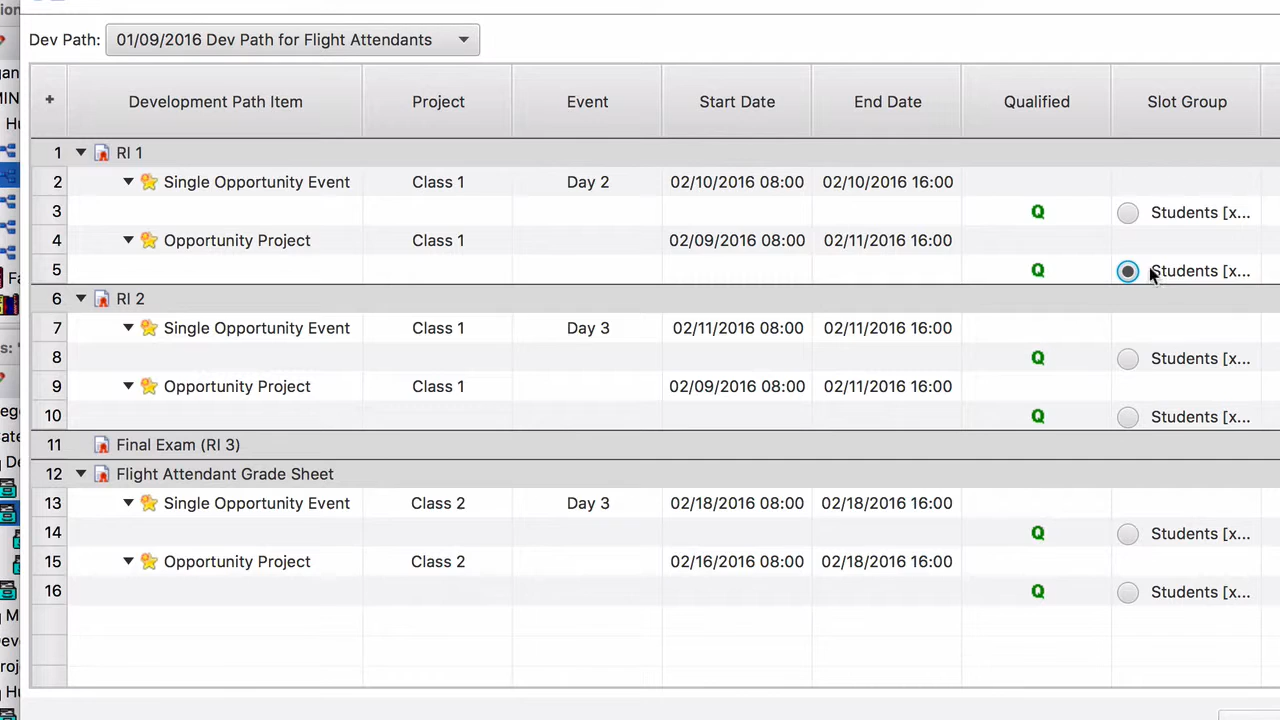 Dev Path: 01/09/2016 Dev Path for Flight Attendants
+ Development Path Item Project Event Start Date End Date Qualified Slot Group
1 RI 1
2 Single Opportunity Event Class 1 Day 2 02/10/2016 08:00 02/10/2016 16:00
3 Q Students [x...
4 Opportunity Project Class 1 02/09/2016 08:00 02/11/2016 16:00
5 Q Students [x...
6 RI 2
7 Single Opportunity Event Class 1 Day 3 02/11/2016 08:00 02/11/2016 16:00
8 Q Students [x...
9 Opportunity Project Class 1 02/09/2016 08:00 02/11/2016 16:00
10 Q Students [x...
11 Final Exam (RI 3)
12 Flight Attendant Grade Sheet
13 Single Opportunity Event Class 2 Day 3 02/18/2016 08:00 02/18/2016 16:00
14 Q Students [x...
15 Opportunity Project Class 2 02/16/2016 08:00 02/18/2016 16:00
16 Q Students [x...